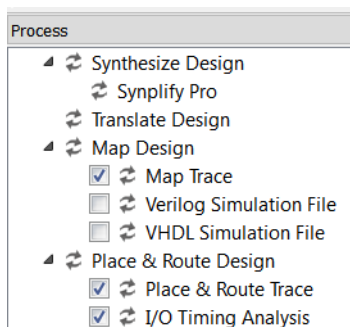 Process
Synthesize Design
Synplify Pro
Translate Design
Map Design
Map Trace
Verilog Simulation File
VHDL Simulation File
Place & Route Design
Place & Route Trace
I/O Timing Analysis